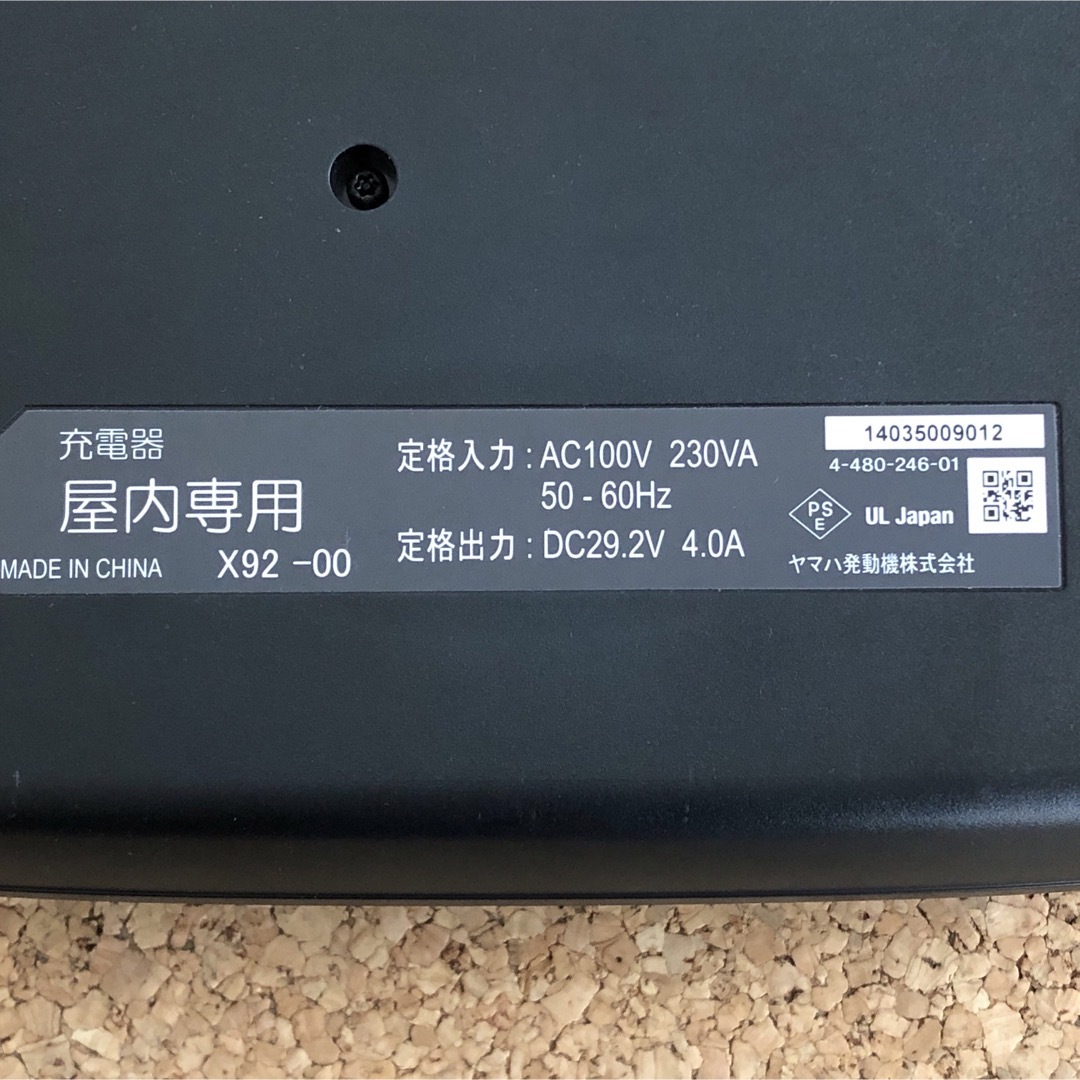 充電器
屋内専用
MADE IN CHINA X92 -00
定格入力 : AC100V 230VA
50 - 60Hz
定格出力 : DC29.2V 4.0A
14035009012
4-480-246-01
PS
E
UL Japan
ヤマハ発動機株式会社